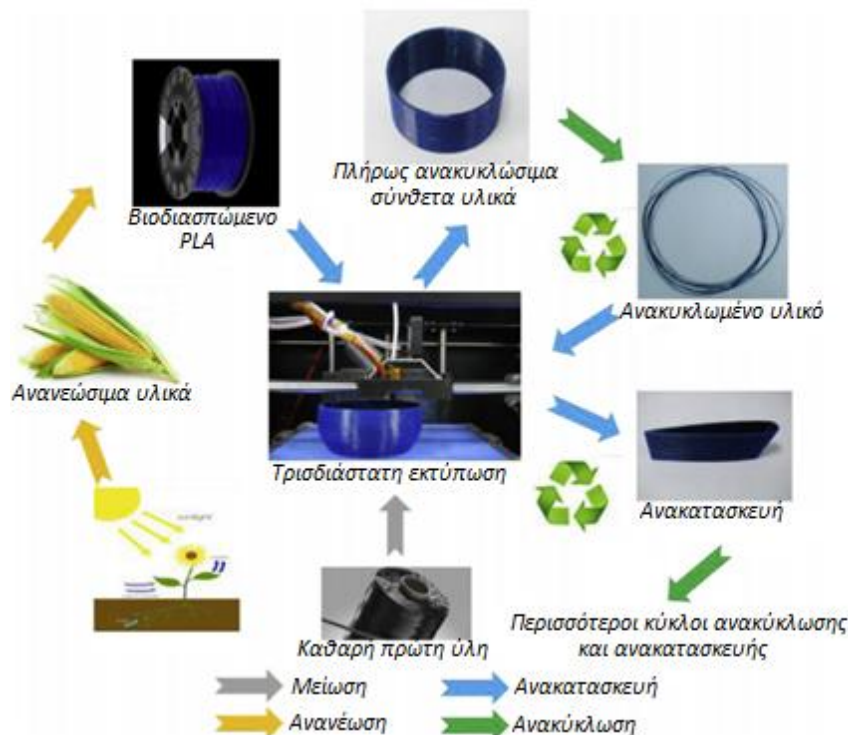 Βιοδιασπώμενο
PLA
Πλήρως ανακυκλώσιμα
σύνθετα υλικά
Ανακυκλωμένο υλικό
Ανανεώσιμα υλικά
Τρισδιάστατη εκτύπωση
Ανακατασκευή
sunlight
Καθαρή πρώτη ύλη
Περισσότεροι κύκλοι ανακύκλωσης
και ανακατασκευής
Μείωση
Ανακατασκευή
Ανανέωση
Ανακύκλωση